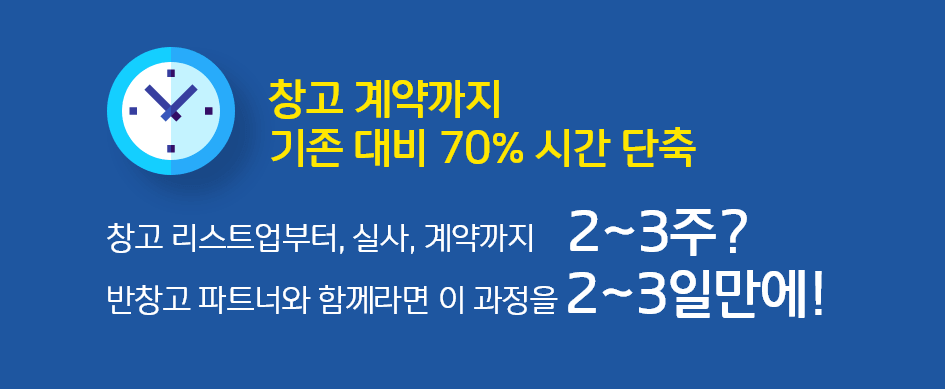 창고 계약까지
기존 대비 70% 시간 단축
창고 리스트업부터, 실사, 계약까지 2~3주?
반창고 파트너와 함께라면 이 과정을 2~3일만에!